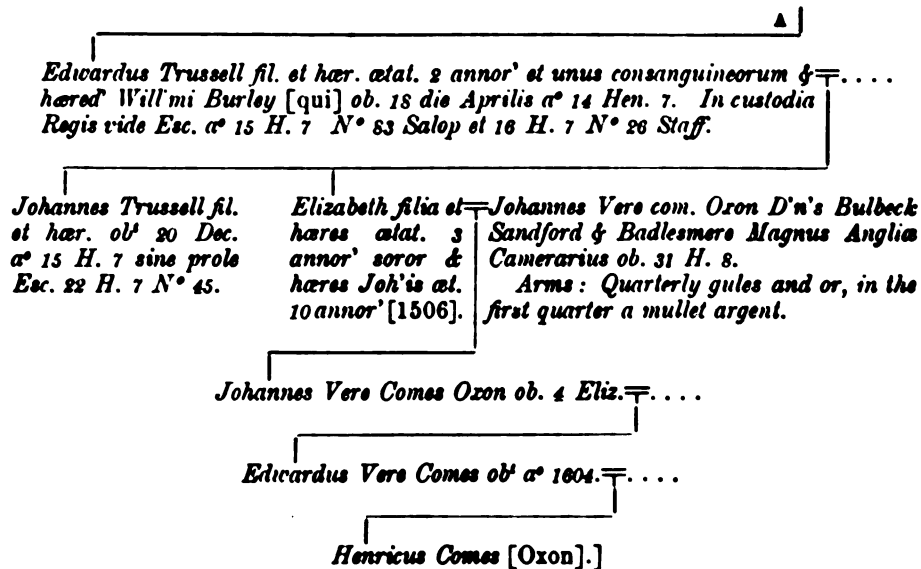 ▲
Edwardus Trussell fil. et hær. ætat. 2 annor' et unus consanguineorum & ╤ . . . .
hæred' Will'mi Burley [qui] ob. 18 die Aprilis aº 14 Hen. 7. In custodia
Regis vide Esc. aº 15 H. 7 Nº 83 Salop et 16 H. 7 Nº 26 Staff.
Johannes Trussell fil.
et hær. obᵗ 20 Dec.
aº 15 H. 7 sine prole
Esc. 22 H. 7 Nº 45.
Elizabeth filia et
hæres ætat. 3
annor' soror &
hæres Joh'is æt.
10 annor' [1506].
Johannes Vere com. Oxon D'n's Bulbeck
Sandford & Badlesmere Magnus Angliæ
Camerarius ob. 31 H. 8.
Arms: Quarterly gules and or, in the
first quarter a mullet argent.
Johannes Vere Comes Oxon ob. 4 Eliz. ╤ . . . .
Edwardus Vere Comes obᵗ aº 1604. ╤ . . . .
Henricus Comes [Oxon].]